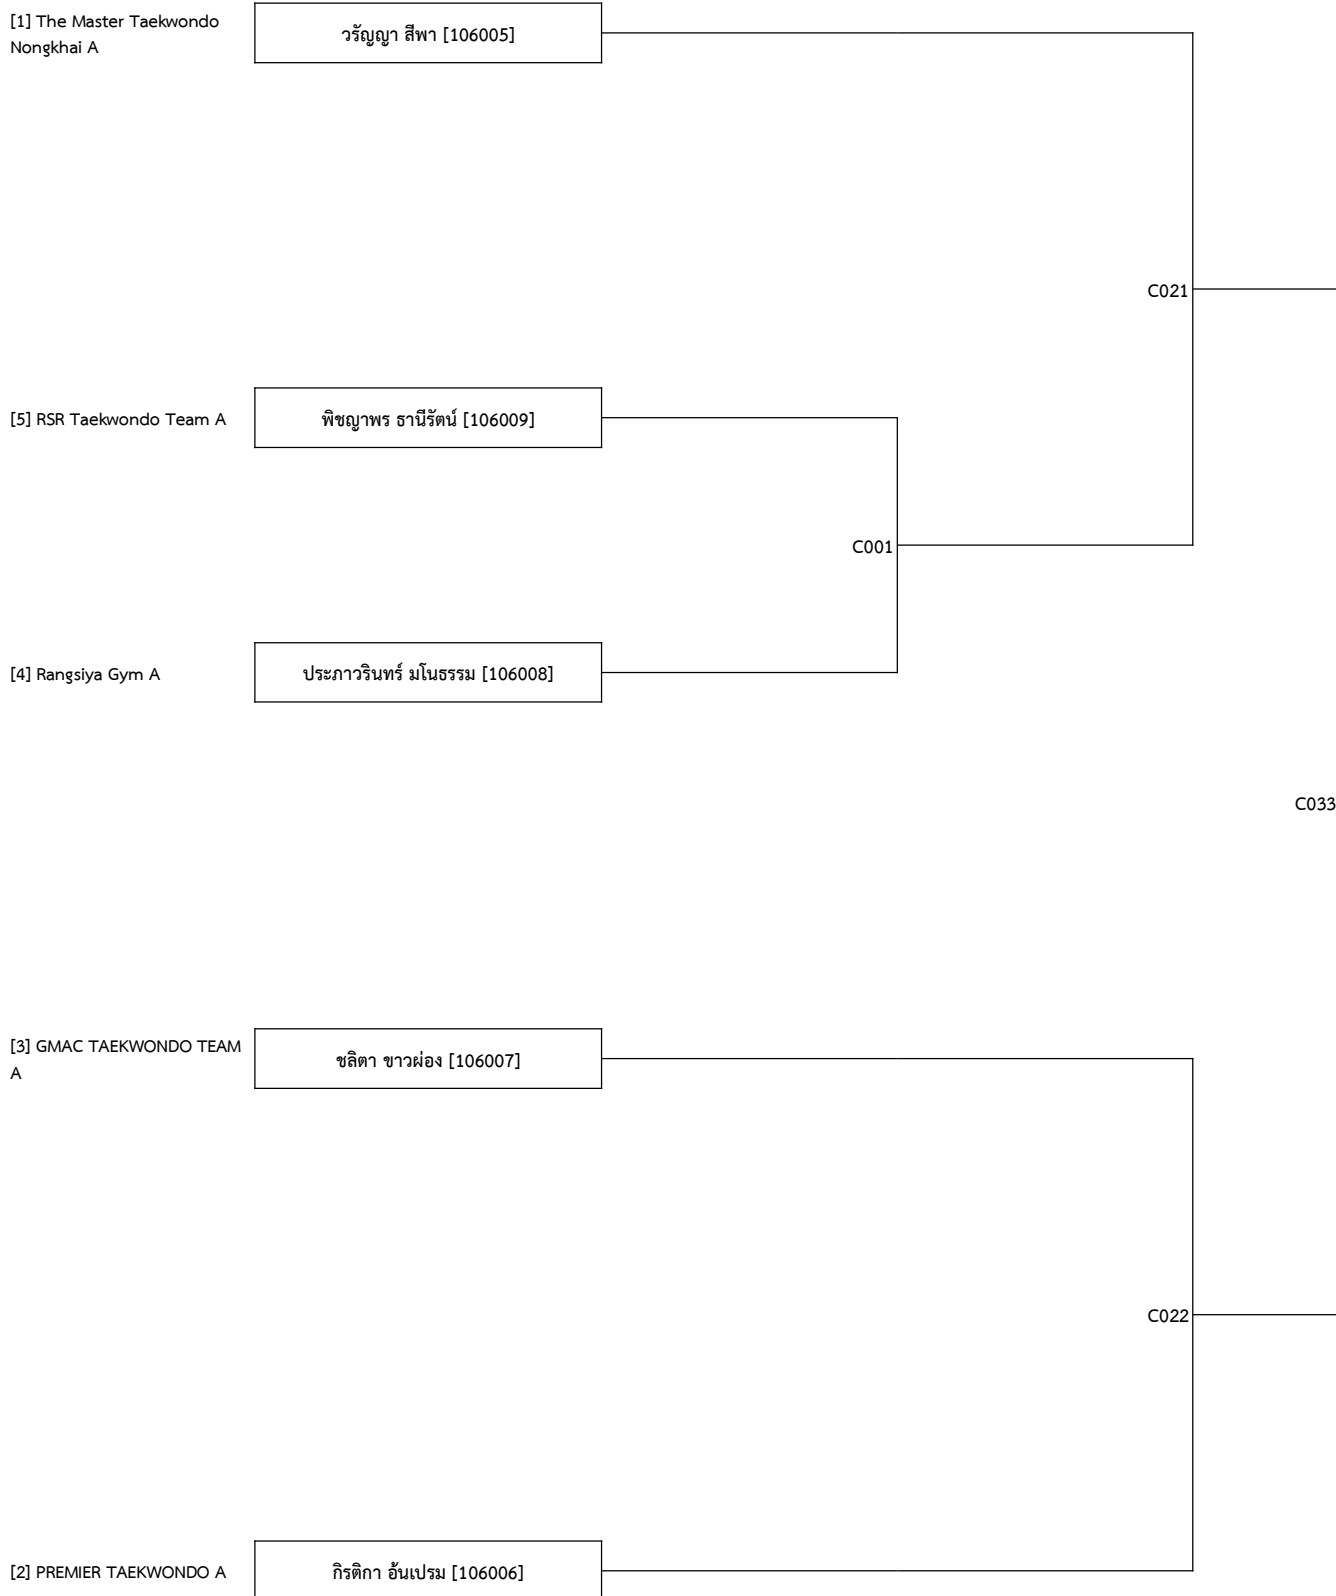 [1] The Master Taekwondo
Nongkhai A
วรัญญา สีพา [106005]
C021
[5] RSR Taekwondo Team A
พิชญาพร ธานีรัตน์ [106009]
C001
[4] Rangsiya Gym A
ประภาวรินทร์ มโนธรรม [106008]
C033
[3] GMAC TAEKWONDO TEAM
A
ชลิตา ขาวผ่อง [106007]
C022
[2] PREMIER TAEKWONDO A
กิรติกา อ้นเปรม [106006]